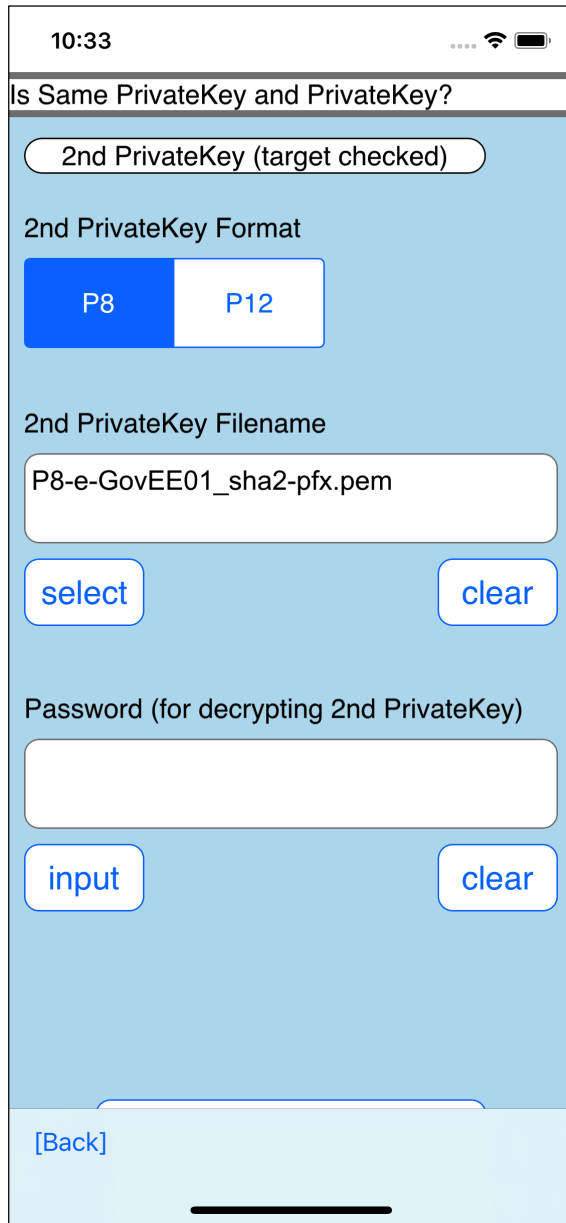 10:33
Is Same PrivateKey and PrivateKey?
2nd PrivateKey (target checked)
2nd PrivateKey Format
P8 P12
2nd PrivateKey Filename
P8-e-GovEE01_sha2-pfx.pem
select clear
Password (for decrypting 2nd PrivateKey)
input clear
[Back]